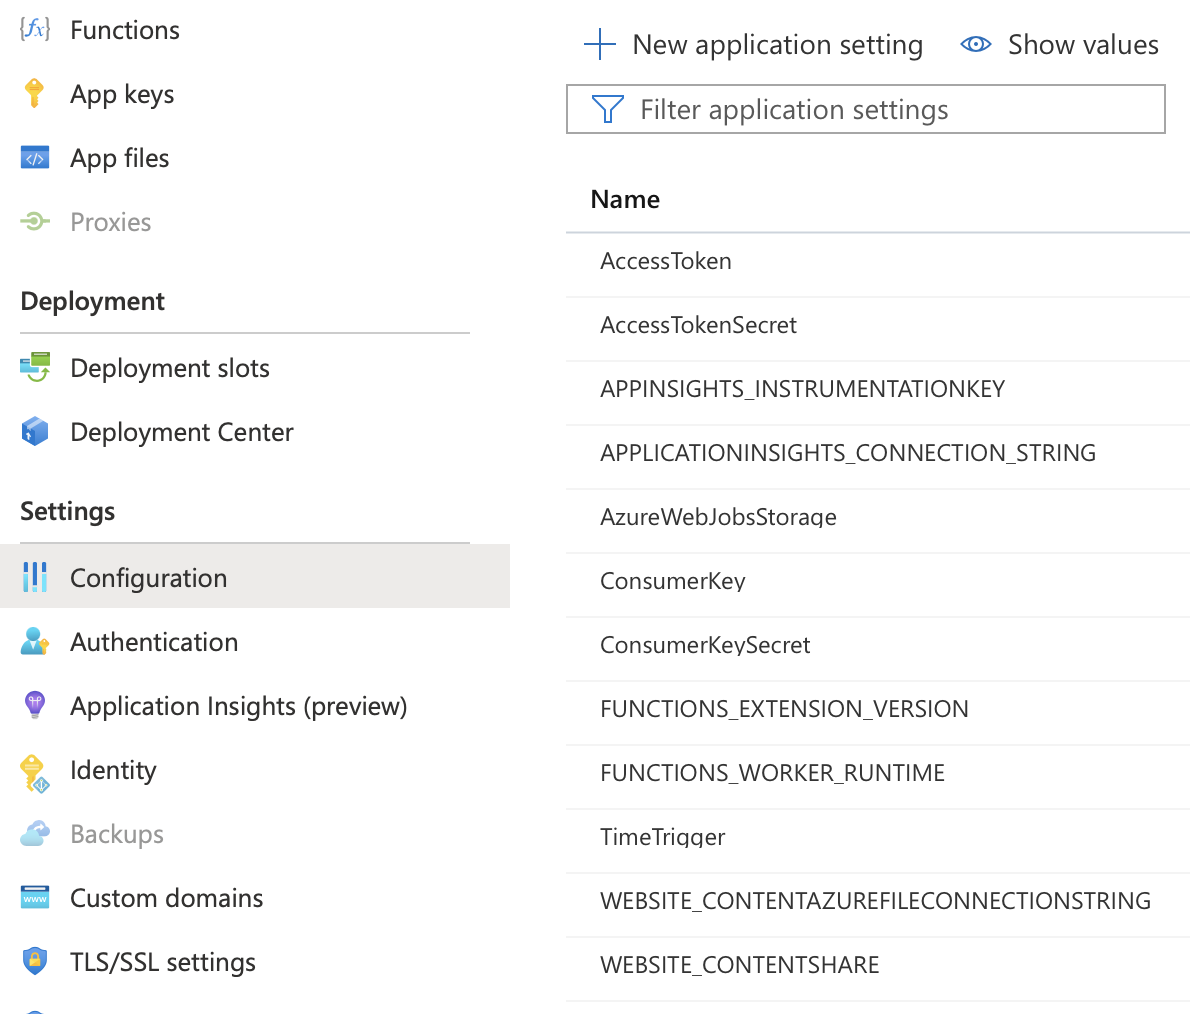 Functions
App keys
App files
Proxies
Deployment
Deployment slots
Deployment Center
Settings
Configuration
Authentication
Application Insights (preview)
Identity
Backups
Custom domains
TLS/SSL settings
New application setting
Show values
Filter application settings
Name
AccessToken
AccessTokenSecret
APPINSIGHTS_INSTRUMENTATIONKEY
APPLICATIONINSIGHTS_CONNECTION_STRING
AzureWebJobsStorage
ConsumerKey
ConsumerKeySecret
FUNCTIONS_EXTENSION_VERSION
FUNCTIONS_WORKER_RUNTIME
TimeTrigger
WEBSITE_CONTENTAZUREFILECONNECTIONSTRING
WEBSITE_CONTENTSHARE